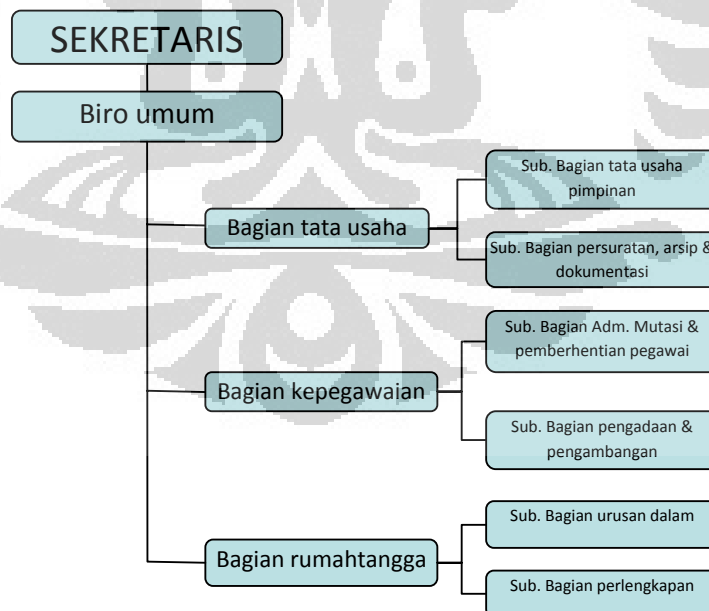 SEKRETARIS
Biro umum
Bagian tata usaha
Sub. Bagian tata usaha
pimpinan
Sub. Bagian persuratan, arsip &
dokumentasi
Bagian kepegawaian
Sub. Bagian Adm. Mutasi &
pemberhentian pegawai
Sub. Bagian pengadaan &
pengambangan
Bagian rumahtangga
Sub. Bagian urusan dalam
Sub. Bagian perlengkapan